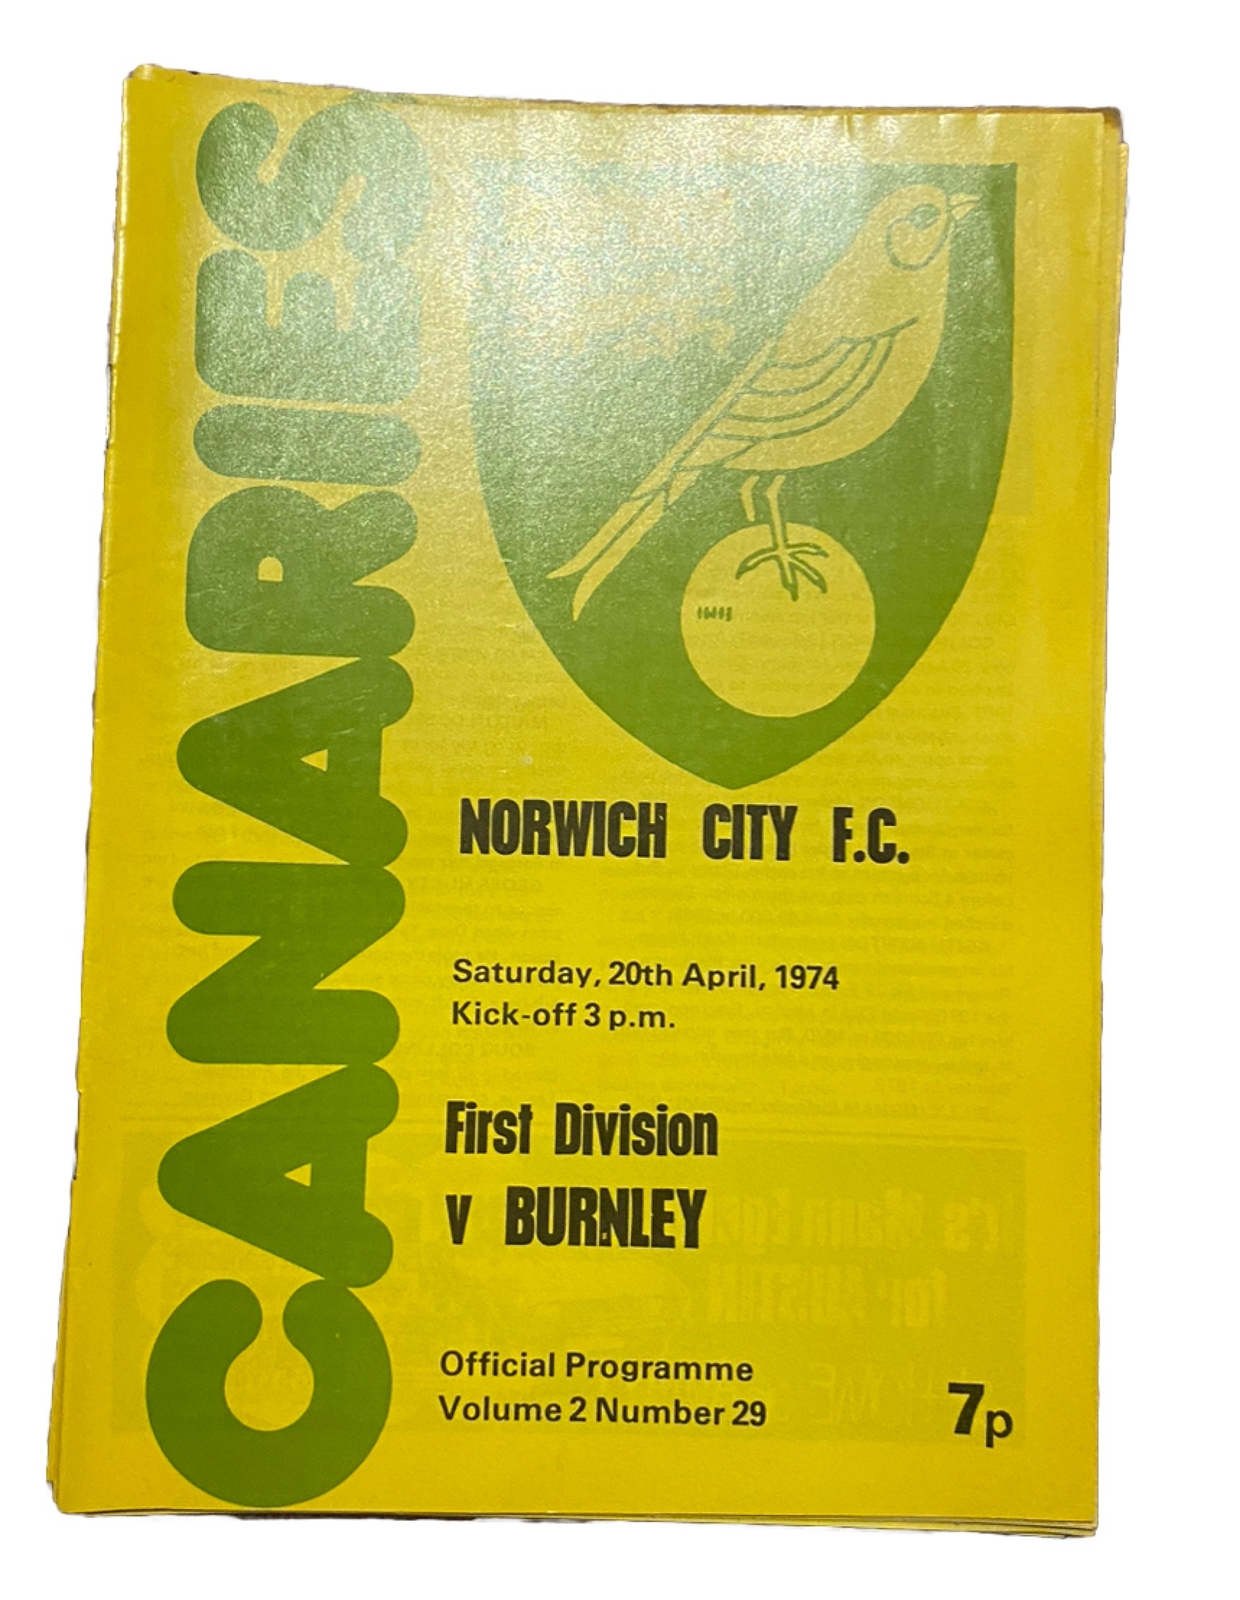 CANARIES
NORWICH CITY F.C.
Saturday, 20th April, 1974
Kick-off 3 p.m.
First Division
v BURNLEY
Official Programme
Volume 2 Number 29
7p